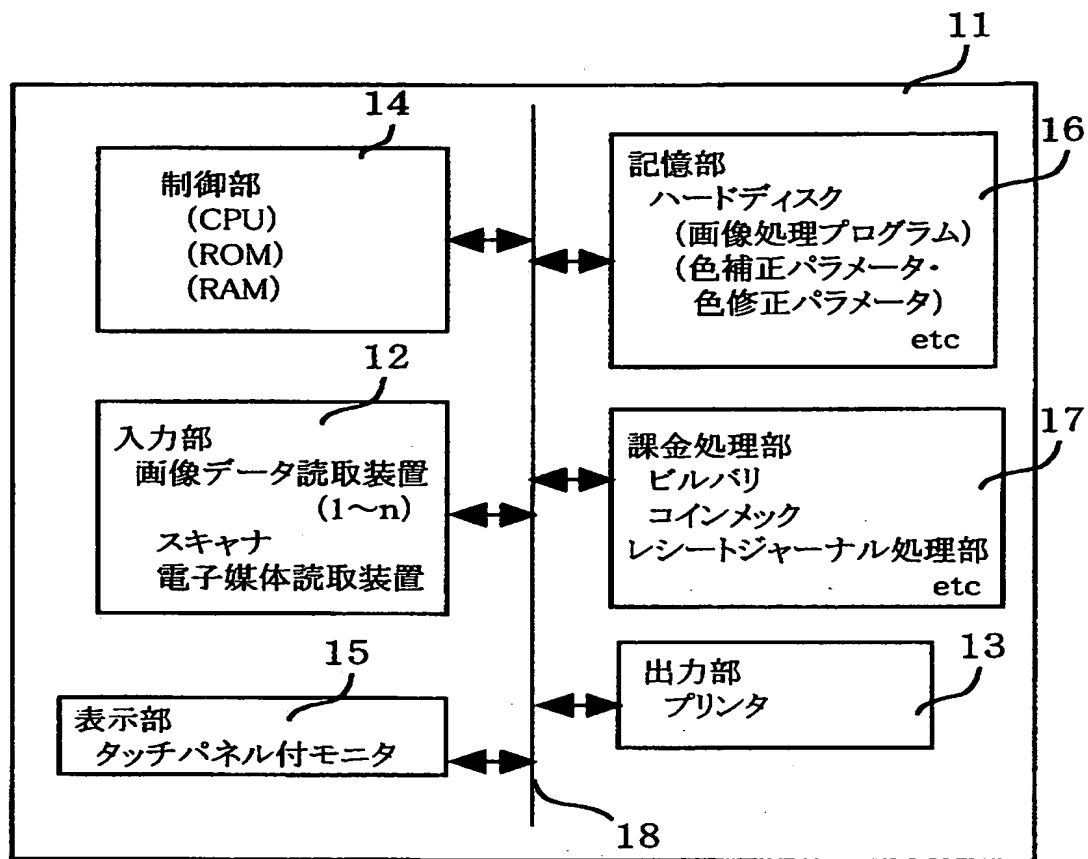 11
14
制御部
(CPU)
(ROM)
(RAM)
16
記憶部
ハードディスク
(画像処理プログラム)
(色補正パラメータ・
色修正パラメータ)
etc
12
入力部
画像データ読取装置
(1〜n)
スキャナ
電子媒体読取装置
17
課金処理部
ビルバリ
コインメック
レシートジャーナル処理部
etc
15
表示部
タッチパネル付モニタ
13
出力部
プリンタ
18